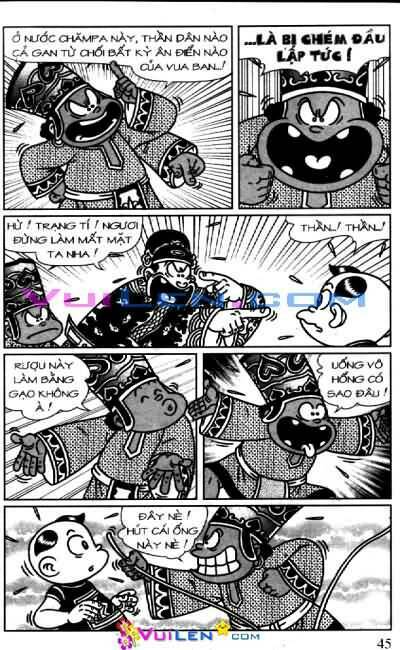 Ở NƯỚC CHĂMPA NÀY, THẦN DÂN NÀO
CẢ GAN TỪ CHỐI BẤT KỲ ÂN ĐIỂN NÀO
CỦA VUA BAN...!
...LÀ BỊ CHÉM ĐẦU
LẬP TỨC!
HỪ! TRẠNG TÍ! NGƯƠI
ĐỪNG LÀM MẤT MẶT
TA NHA!
THẦN...! THẦN...!
VUILEN.COM
RƯỢU NÀY
LÀM BẰNG
GẠO KHÔNG
À!
UỐNG VÔ
HỔNG CÓ
SAO ĐÂU!
ĐÂY NÈ!
HÚT CÁI ỐNG
NÀY NÈ!
VUILEN.COM
45